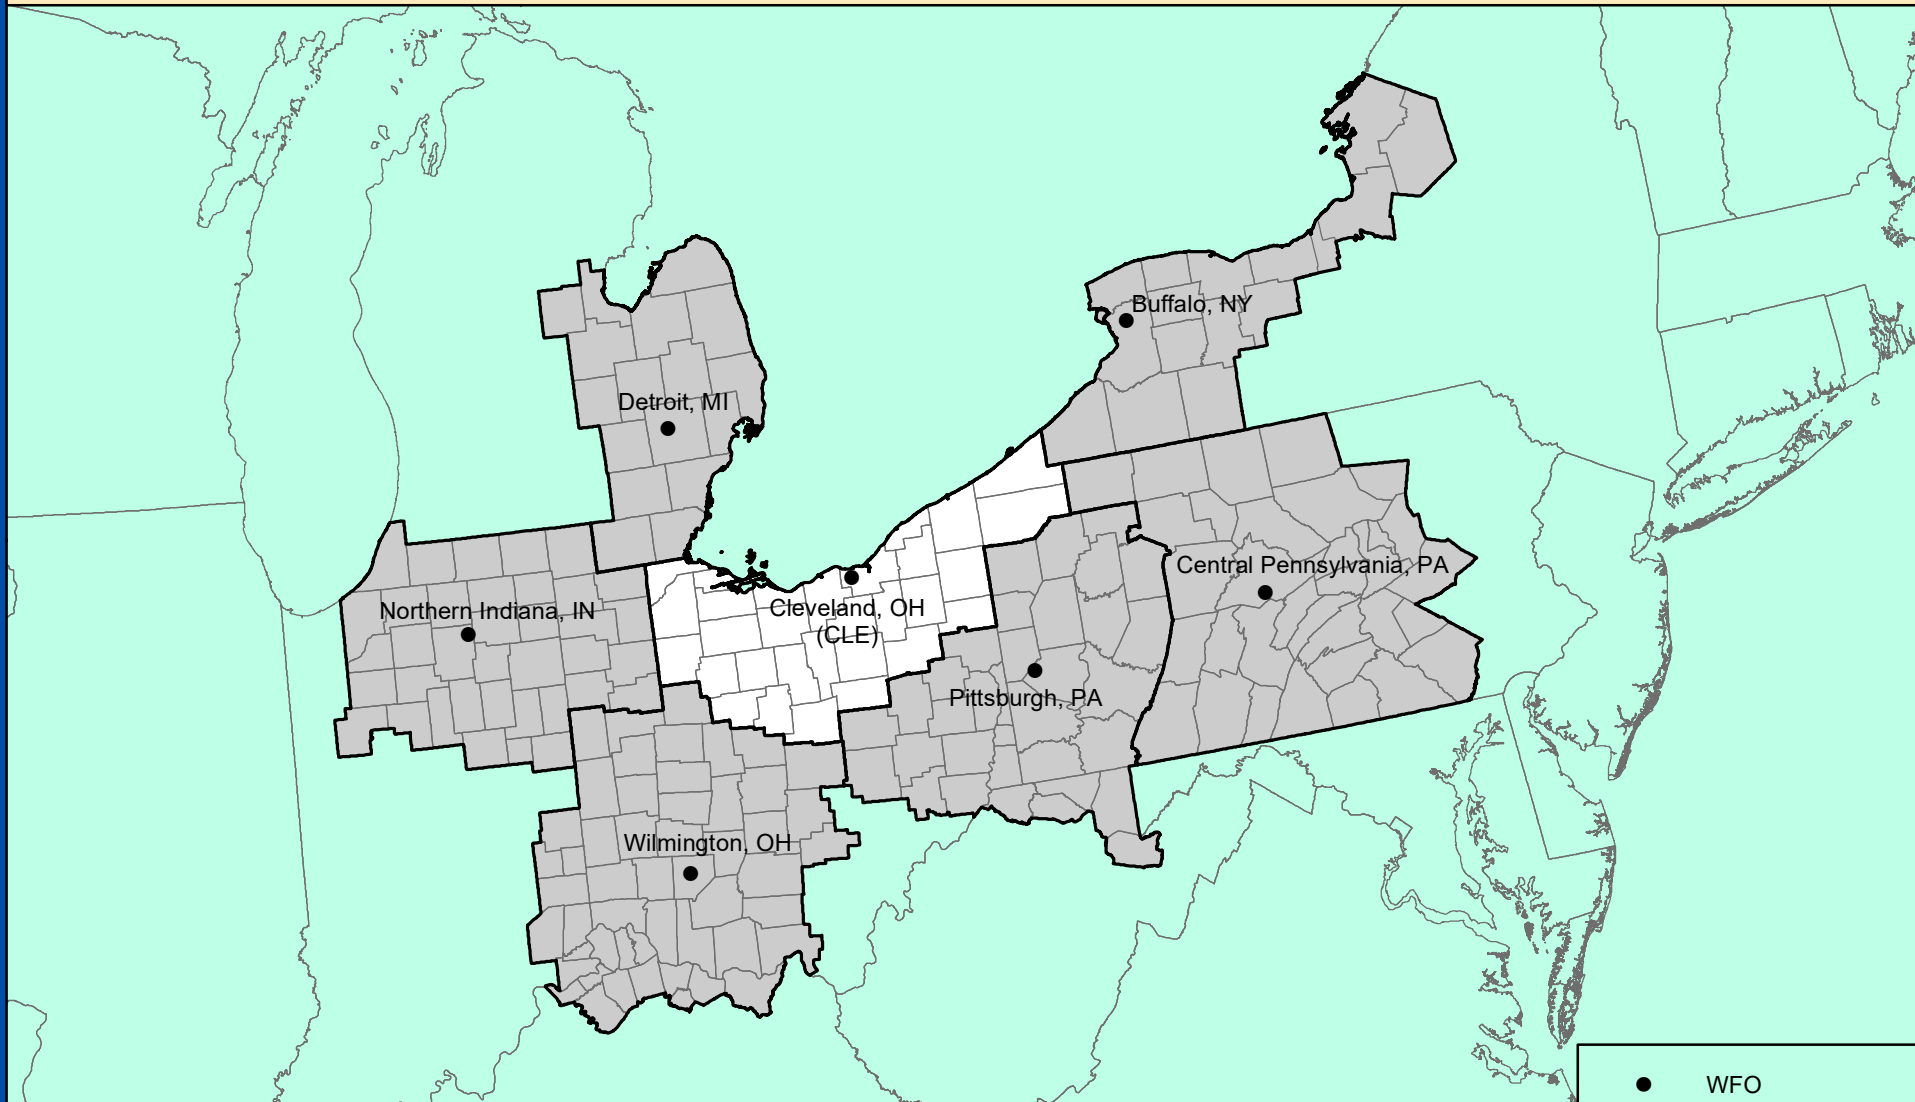 Buffalo, NY
Detroit, MI
Central Pennsylvania, PA
Northern Indiana, IN
Cleveland, OH
(CLE)
Pittsburgh, PA
Wilmington, OH
WFO